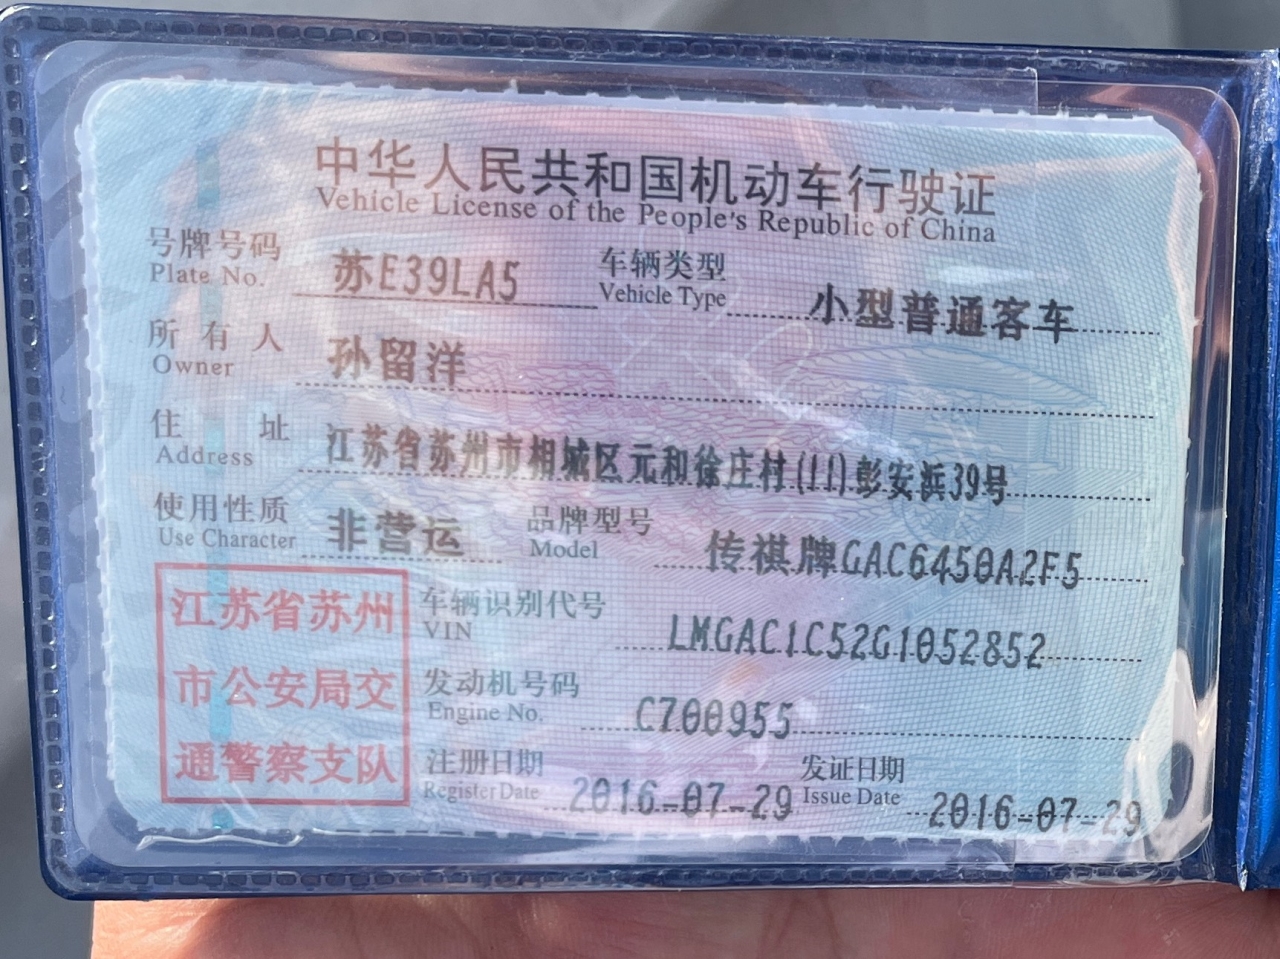 中华人民共和国机动车行驶证
Vehicle License of the People's Republic of China
号牌号码 苏E39LA5 车辆类型 小型普通客车
Plate No. Vehicle Type
所有人 孙留洋
Owner
住址 江苏省苏州市相城区元和徐庄村(11)彭安浜39号
Address
使用性质 非营运 品牌型号 传祺牌GAC6450A2F5
Use Character Model
江苏省苏州
市公安局交
通警察支队
车辆识别代号 LMGAC1C52G1052852
VIN
发动机号码 C700955
Engine No.
注册日期 2016-07-29 发证日期 2016-07-29
Register Date Issue Date